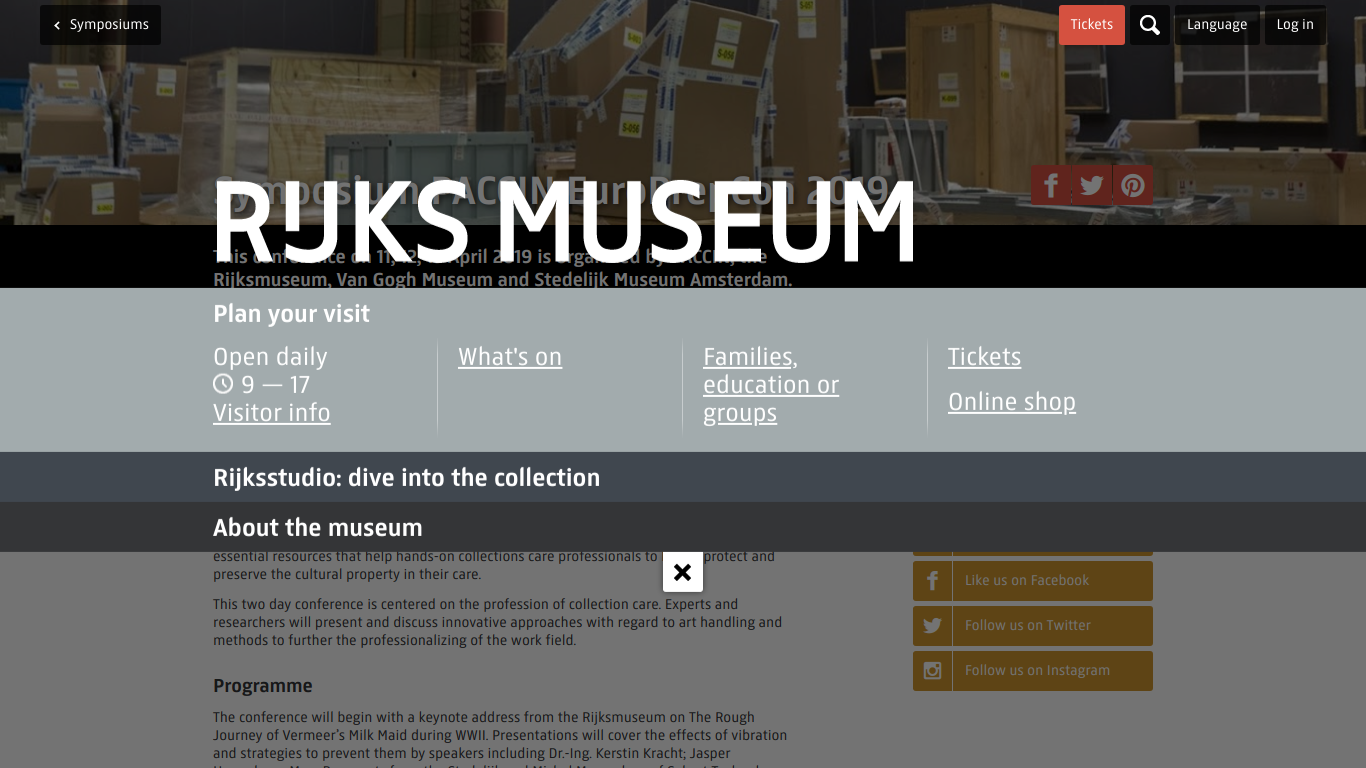 Symposiums
Tickets
Language
Log in
S-054
S-056
Symposium PACCIN EuroPrepCon 2019
RIJKS MUSEUM
This conference on 11, 12, April 2019 is organised by PACCIN, the
Rijksmuseum, Van Gogh Museum and Stedelijk Museum Amsterdam.
Plan your visit
Open daily
9 — 17
Visitor info
What's on
Families,
education or
groups
Tickets
Online shop
Rijksstudio: dive into the collection
About the museum
essential resources that help hands-on collections care professionals to protect and
preserve the cultural property in their care.
This two day conference is centered on the profession of collection care. Experts and
researchers will present and discuss innovative approaches with regard to art handling and
methods to further the professionalizing of the work field.
Programme
The conference will begin with a keynote address from the Rijksmuseum on The Rough
Journey of Vermeer's Milk Maid during WWII. Presentations will cover the effects of vibration
and strategies to prevent them by speakers including Dr.-Ing. Kerstin Kracht; Jasper
Like us on Facebook
Follow us on Twitter
Follow us on Instagram